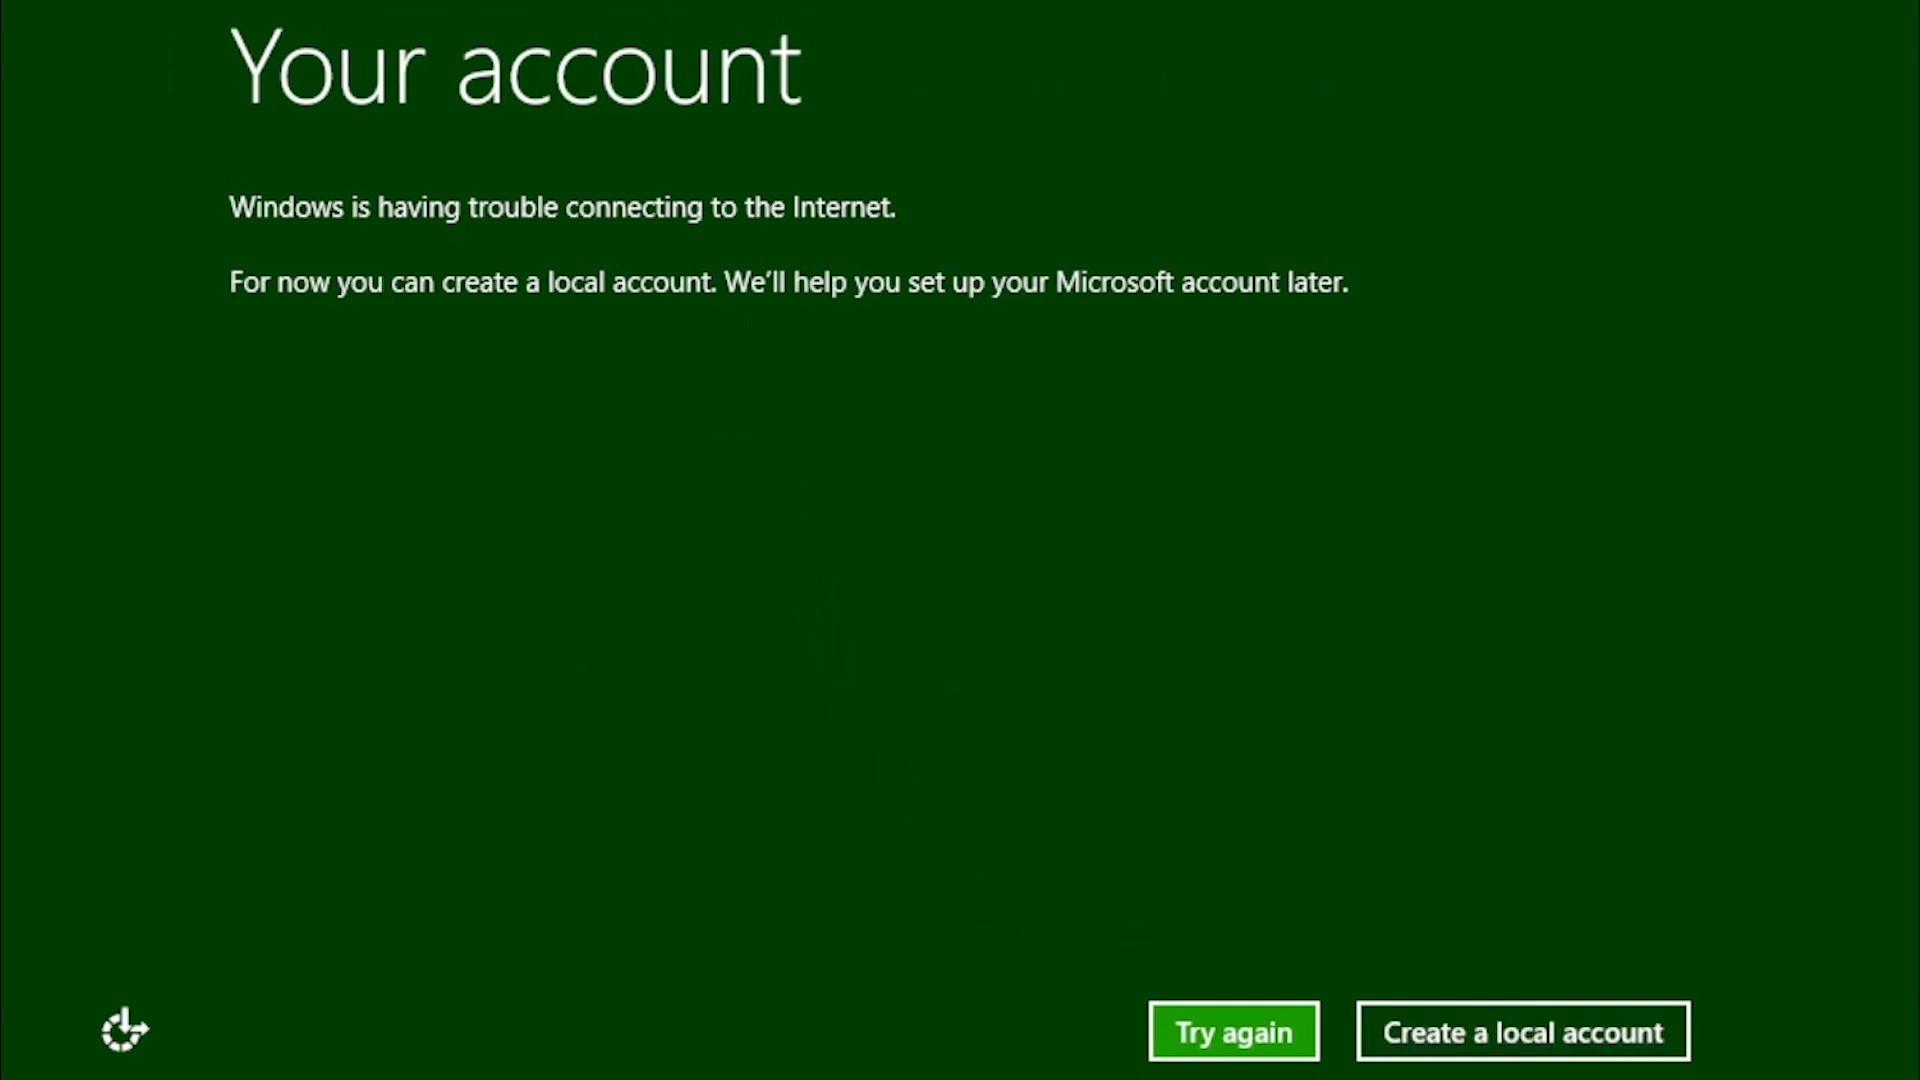 Your account
Windows is having trouble connecting to the Internet.
For now you can create a local account. We’ll help you set up your Microsoft account later.
Try again
Create a local account